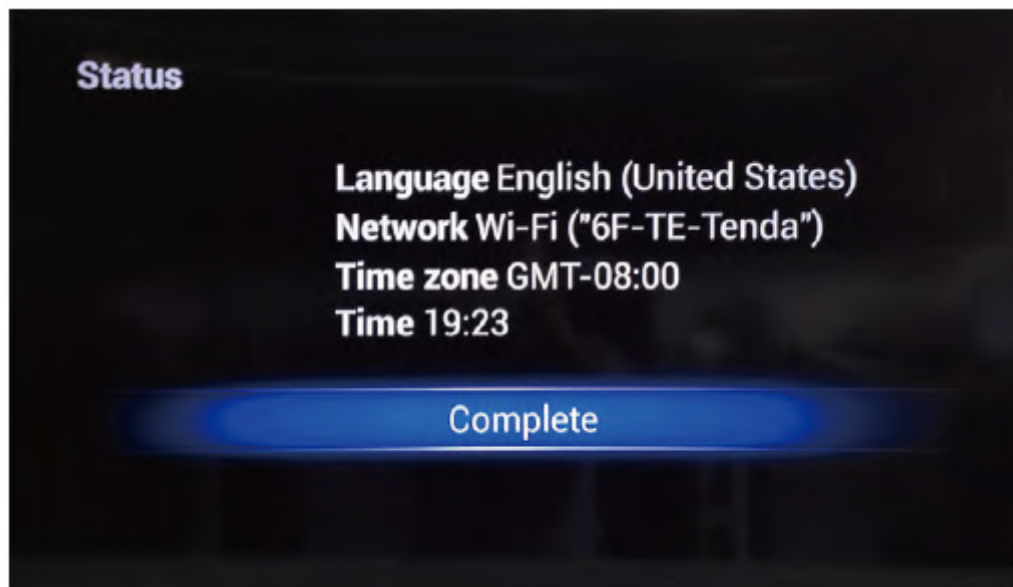 Status
Language English (United States)
Network Wi-Fi ("6F-TE-Tenda")
Time zone GMT-08:00
Time 19:23
Complete